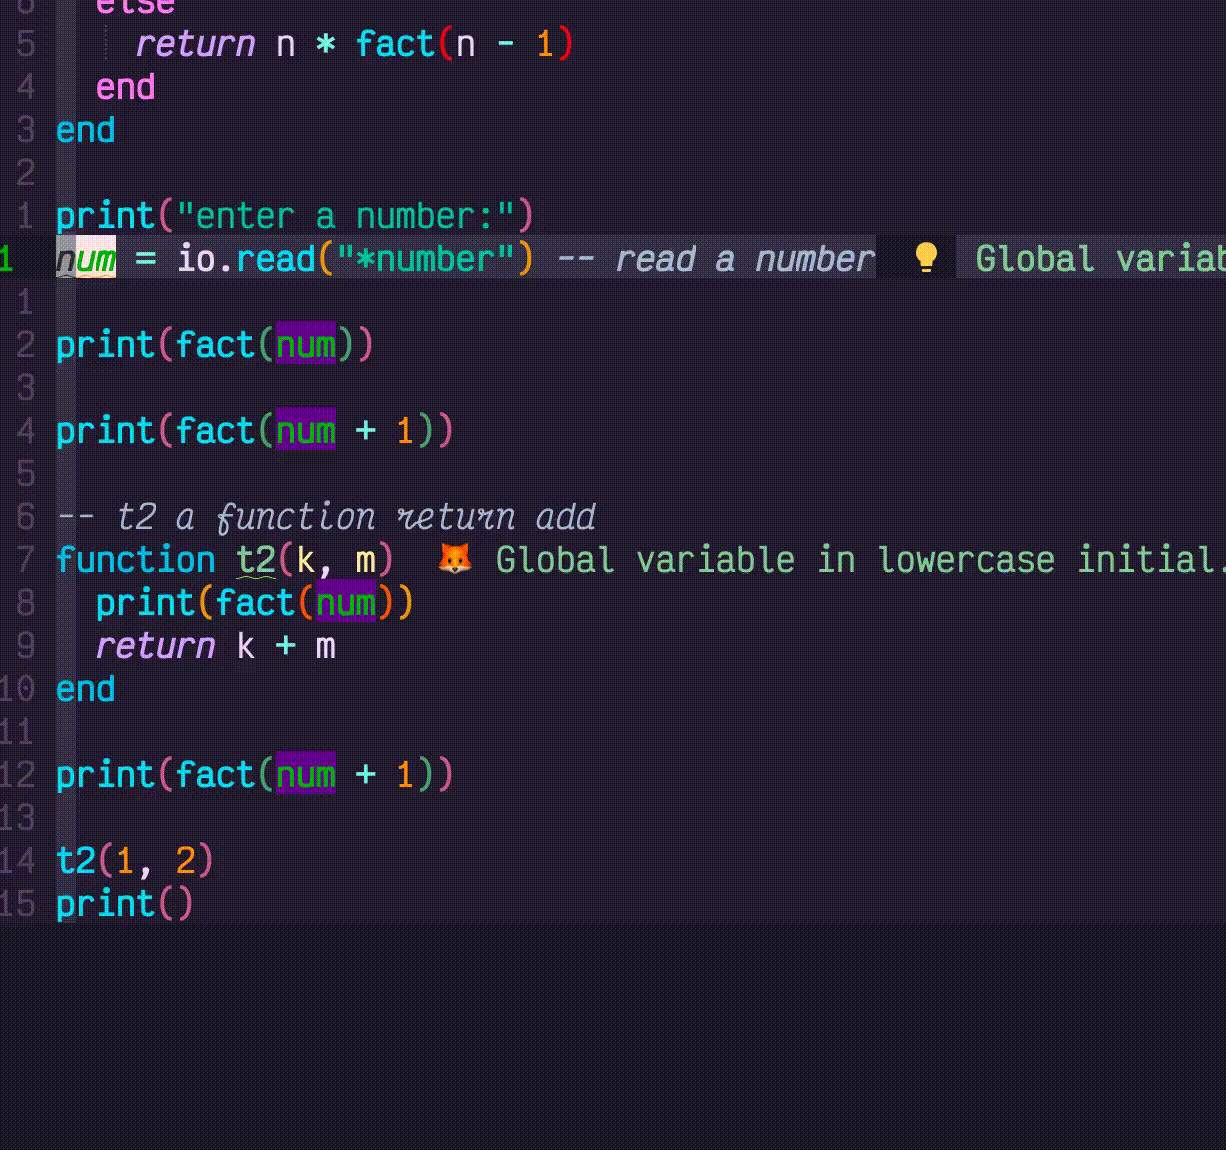 6 else
5 return n * fact(n - 1)
4 end
3 end
2
1 print("enter a number:")
1 num = io.read("*number") -- read a number Global variab
1
2 print(fact(num))
3
4 print(fact(num + 1))
5
6 -- t2 a function return add
7 function t2(k, m) Global variable in lowercase initial.
8 print(fact(num))
9 return k + m
10 end
11
12 print(fact(num + 1))
13
14 t2(1, 2)
15 print()